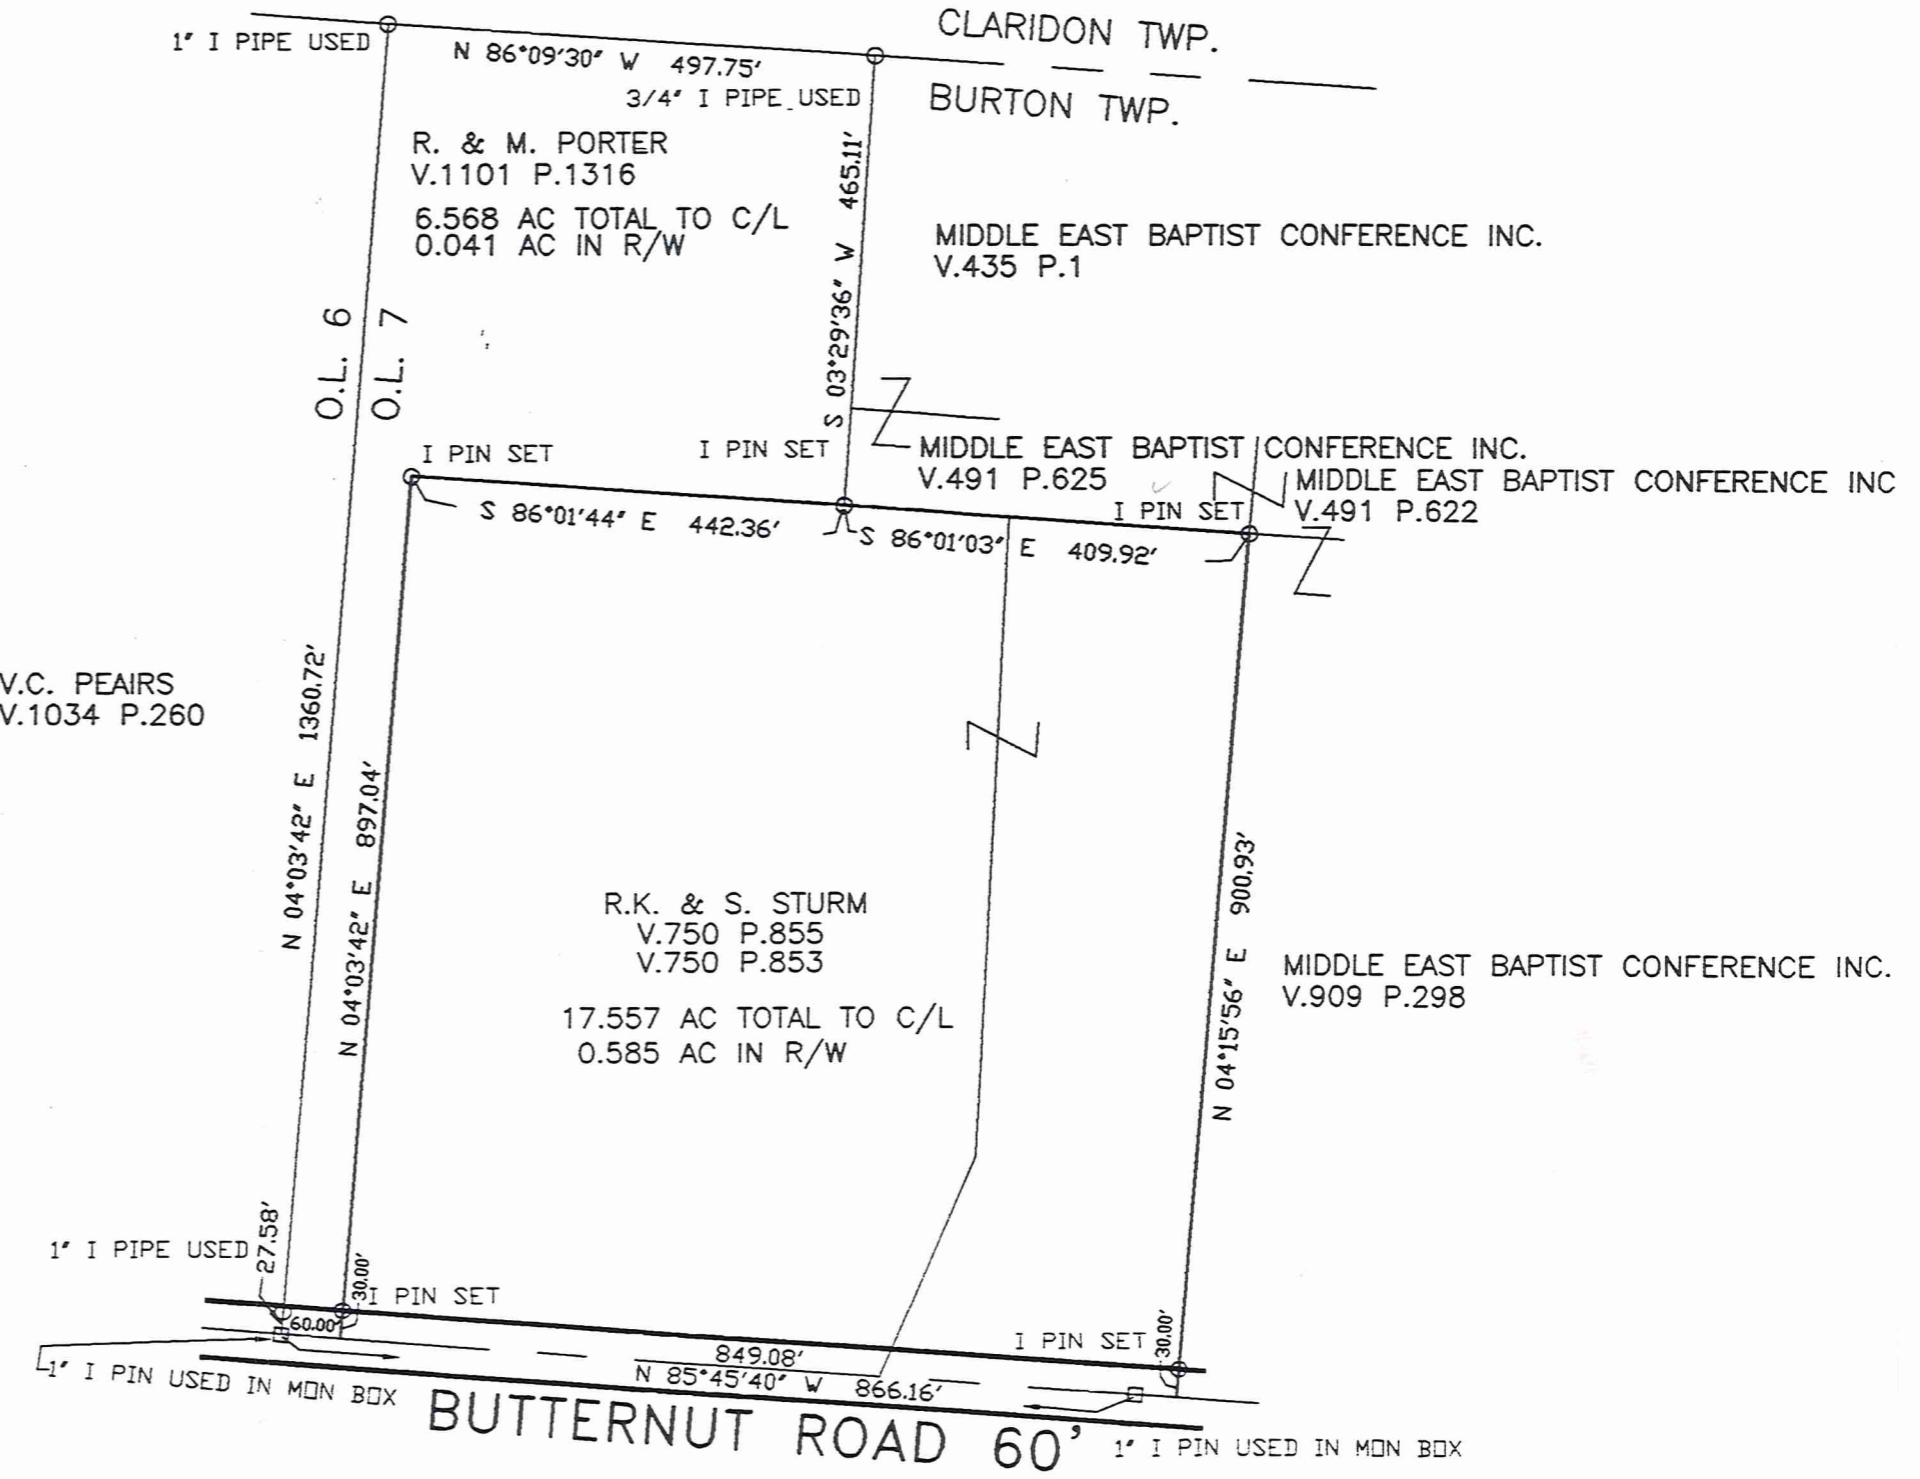 CLARIDON TWP.
1" I PIPE USED
N 86°09'30" W 497.75'
3/4" I PIPE USED
BURTON TWP.
R. & M. PORTER
V.1101 P.1316
6.568 AC TOTAL TO C/L
0.041 AC IN R/W
S 03°29'36" W 465.11'
MIDDLE EAST BAPTIST CONFERENCE INC.
V.435 P.1
O.L. 6
O.L. 7
I PIN SET
I PIN SET
MIDDLE EAST BAPTIST CONFERENCE INC.
V.491 P.625
MIDDLE EAST BAPTIST CONFERENCE INC
V.491 P.622
I PIN SET
S 86°01'44" E 442.36'
S 86°01'03" E 409.92'
V.C. PEAIRS
V.1034 P.260
N 04°03'42" E 1360.72'
N 04°03'42" E 897.04'
R.K. & S. STURM
V.750 P.855
V.750 P.853
17.557 AC TOTAL TO C/L
0.585 AC IN R/W
N 04°15'56" E 900.93'
MIDDLE EAST BAPTIST CONFERENCE INC.
V.909 P.298
1" I PIPE USED
27.58'
30.00'
I PIN SET
60.00'
I PIN SET
30.00'
849.08'
N 85°45'40" W 866.16'
1" I PIN USED IN MON BOX
BUTTERNUT ROAD 60'
1" I PIN USED IN MON BOX